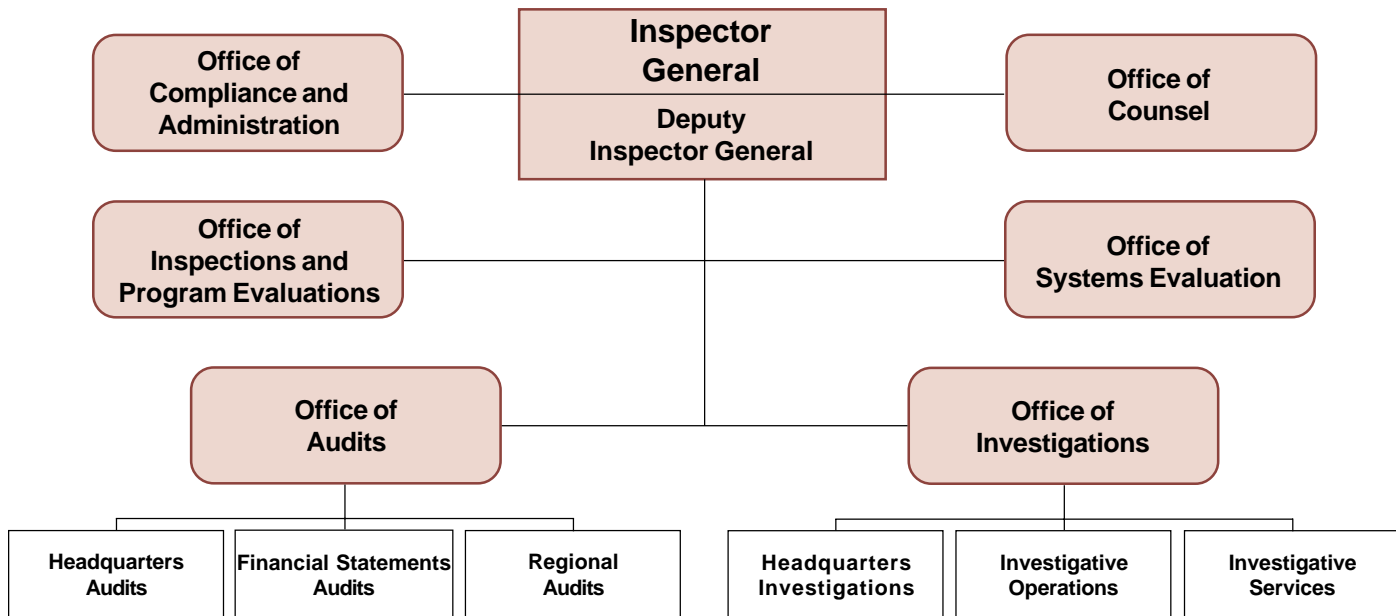 Inspector
General
Deputy
Inspector General
Office of
Compliance and
Administration
Office of
Counsel
Office of
Inspections and
Program Evaluations
Office of
Systems Evaluation
Office of
Audits
Office of
Investigations
Headquarters
Audits
Financial Statements
Audits
Regional
Audits
Headquarters
Investigations
Investigative
Operations
Investigative
Services